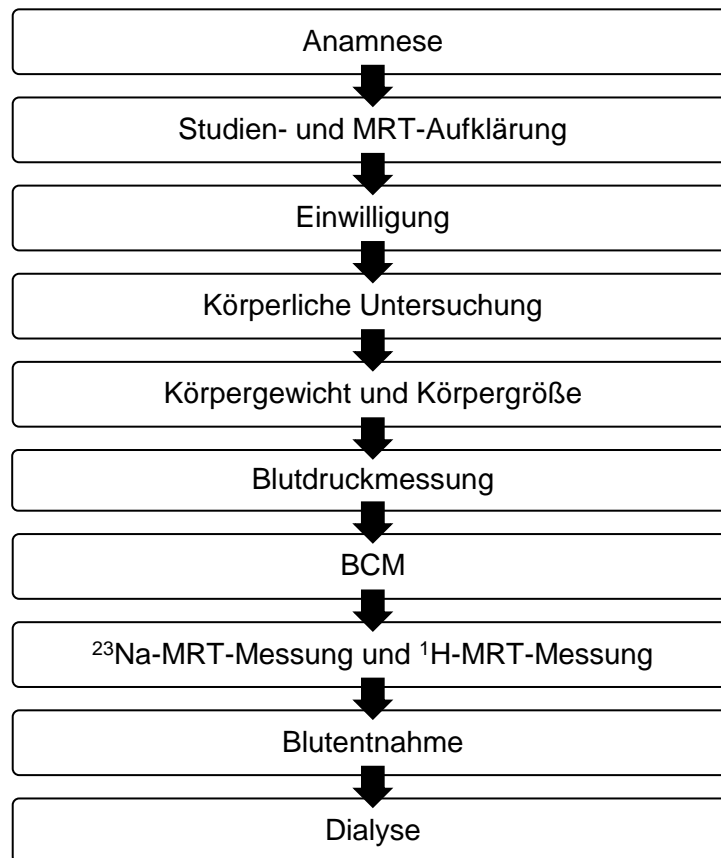 Anamnese
Studien- und MRT-Aufklärung
Einwilligung
Körperliche Untersuchung
Körpergewicht und Körpergröße
Blutdruckmessung
BCM
²³Na-MRT-Messung und ¹H-MRT-Messung
Blutentnahme
Dialyse